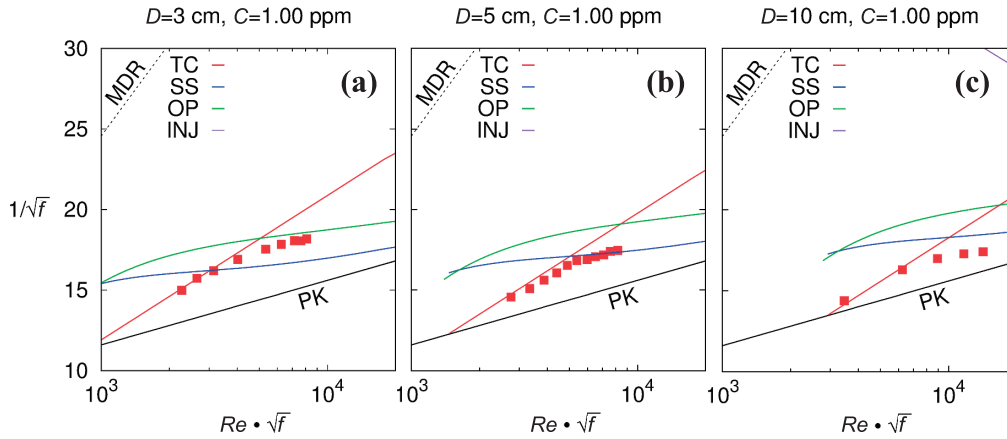 D=3 cm, C=1.00 ppm
D=5 cm, C=1.00 ppm
D=10 cm, C=1.00 ppm
1/√f
30
25
20
15
10
MDR
TC
SS
OP
INJ
(a)
PK
10³
10⁴
Re • √f
MDR
TC
SS
OP
INJ
(b)
PK
10³
10⁴
Re • √f
MDR
TC
SS
OP
INJ
(c)
PK
10³
10⁴
Re • √f